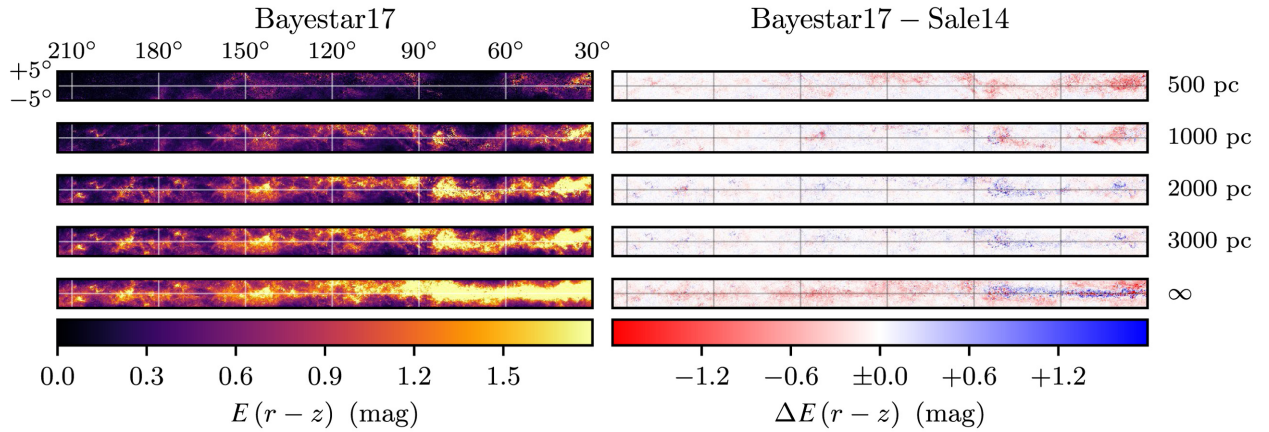 Bayestar17 Bayestar17 − Sale14
210° 180° 150° 120° 90° 60° 30°
+5°
−5°
500 pc
1000 pc
2000 pc
3000 pc
∞
0.0 0.3 0.6 0.9 1.2 1.5 −1.2 −0.6 ±0.0 +0.6 +1.2
E (r − z) (mag) ΔE (r − z) (mag)